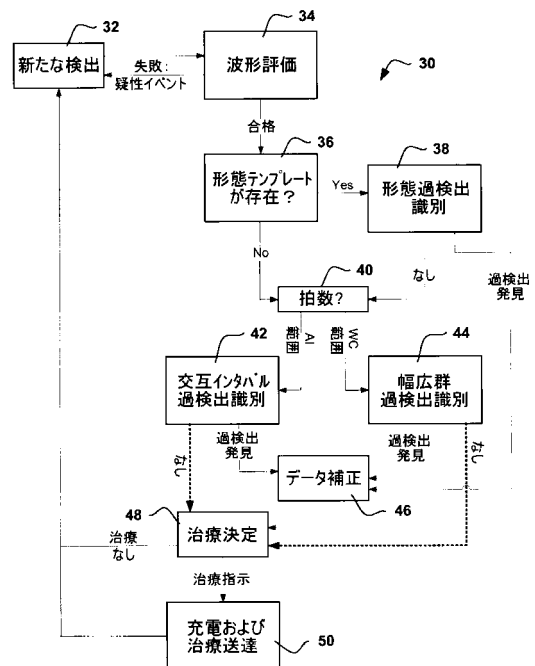 32
新たな検出
失敗:
疑性イベント
34
波形評価
30
合格
36
形態テンプレート
が存在?
Yes
38
形態過検出
識別
No
40
拍数?
なし
過検出
発見
42
AI
範囲
WC
範囲
44
交互インタバル
過検出識別
幅広群
過検出識別
なし
過検出
発見
過検出
発見
なし
データ補正
46
48
治療決定
治療
なし
治療指示
充電および
治療送達
50